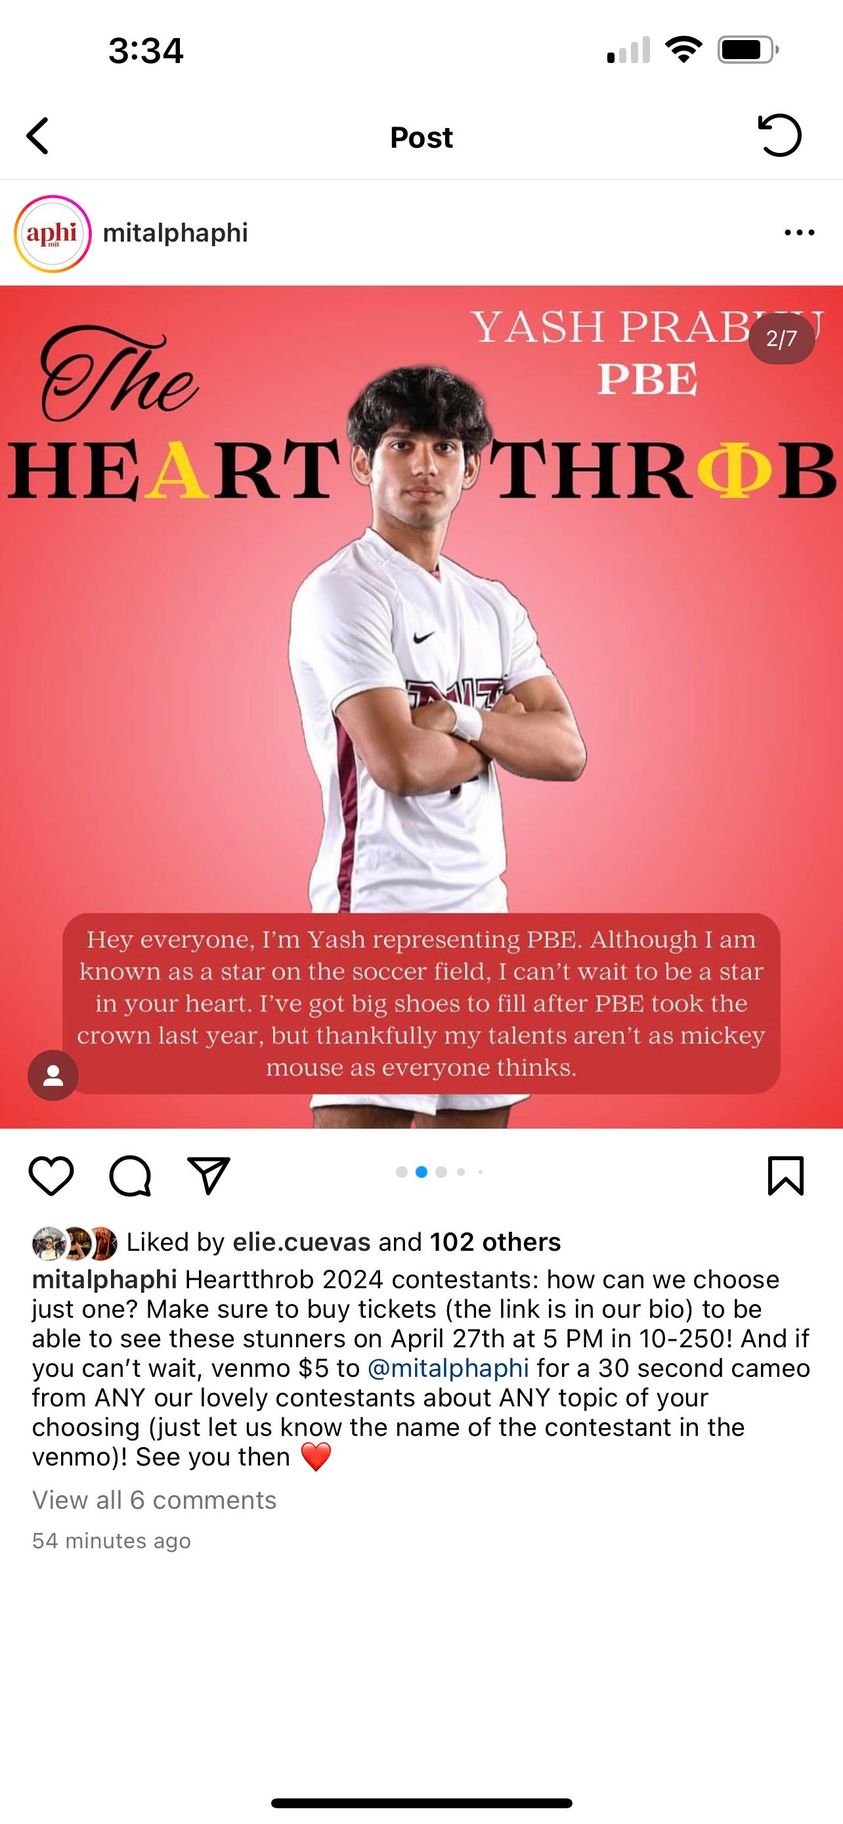 3:34
Post
aphi
mit
mitalphaphi
YASH
2/7
PBE
The
HEART THRΦB
Hey everyone, I'm Yash representing PBE. Although I am
known as a star on the soccer field, I can't wait to be a star
in your heart. I've got big shoes to fill after PBE took the
crown last year, but thankfully my talents aren't as mickey
mouse as everyone thinks.
Liked by elie.cuevas and 102 others
mitalphaphi Heartthrob 2024 contestants: how can we choose
just one? Make sure to buy tickets (the link is in our bio) to be
able to see these stunners on April 27th at 5 PM in 10-250! And if
you can't wait, venmo $5 to @mitalphaphi for a 30 second cameo
from ANY our lovely contestants about ANY topic of your
choosing (just let us know the name of the contestant in the
venmo)! See you then ❤️
View all 6 comments
54 minutes ago